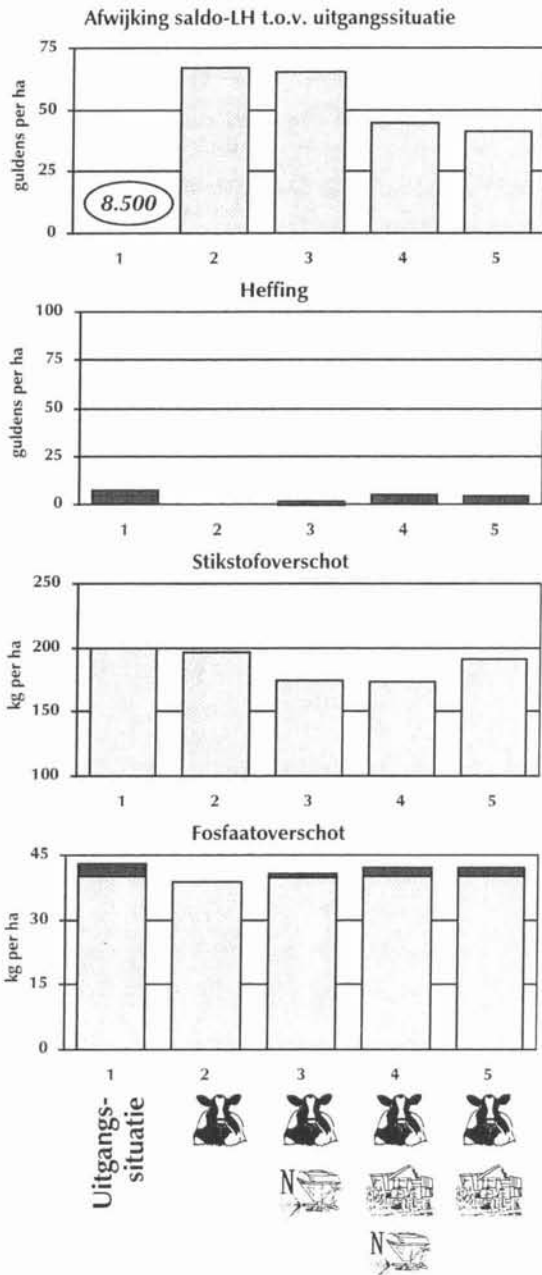 Afwijking saldo-LH t.o.v. uitgangssituatie
guldens per ha
75
50
25
0
8.500
1 2 3 4 5
Heffing
guldens per ha
100
75
50
25
0
1 2 3 4 5
Stikstofoverschot
kg per ha
250
200
150
100
1 2 3 4 5
Fosfaatoverschot
kg per ha
45
30
15
0
1 2 3 4 5
Uitgangs-
situatie
N
N